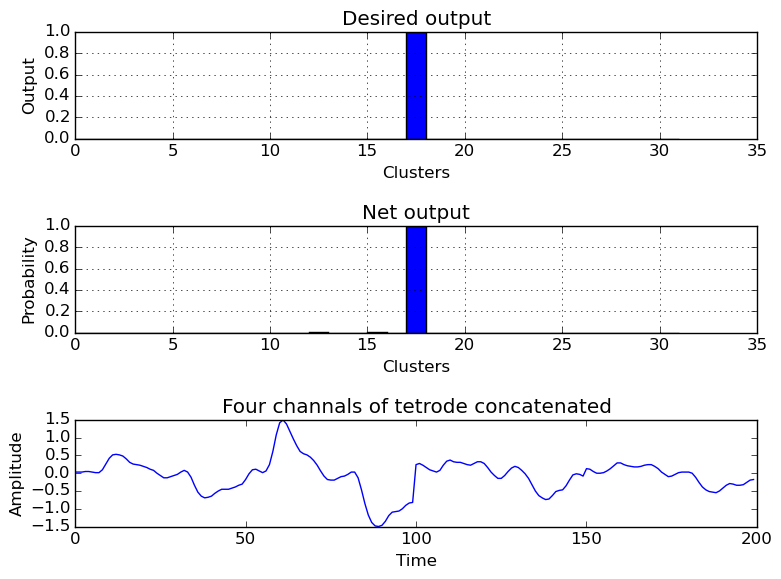 Desired output
1.0
0.8
0.6
0.4
0.2
0.0
Output
0 5 10 15 20 25 30 35
Clusters
Net output
1.0
0.8
0.6
0.4
0.2
0.0
Probability
0 5 10 15 20 25 30 35
Clusters
Four channals of tetrode concatenated
1.5
1.0
0.5
0.0
−0.5
−1.0
−1.5
Amplitude
0 50 100 150 200
Time